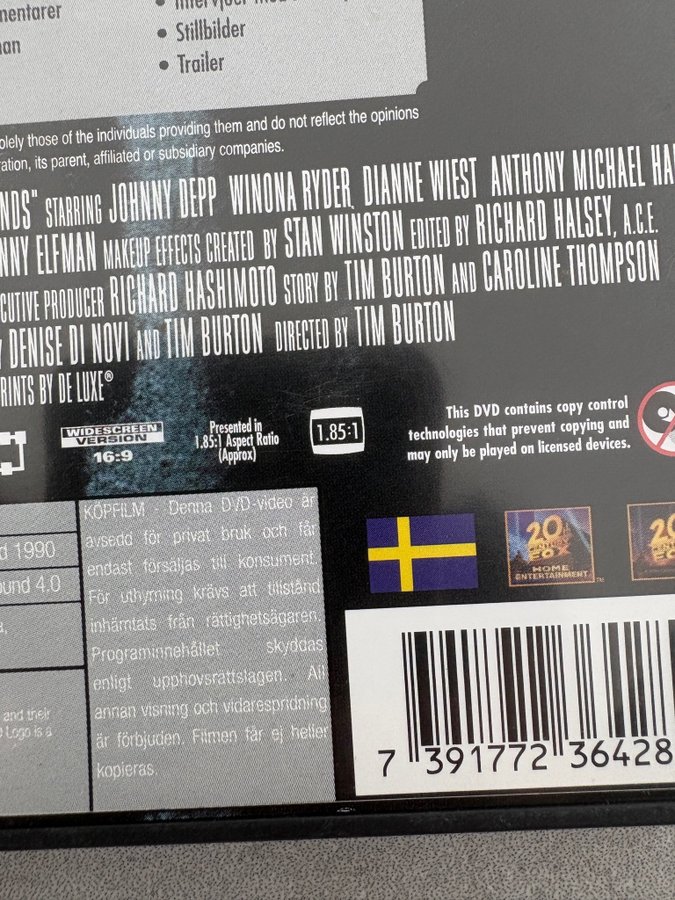 mentarer
• Stillbilder
• Trailer
olely those of the individuals providing them and do not reflect the opinions
ration, its parent, affiliated or subsidiary companies.
NDS" STARRING JOHNNY DEPP WINONA RYDER DIANNE WIEST ANTHONY MICHAEL HA
NNY ELFMAN MAKEUP EFFECTS CREATED BY STAN WINSTON EDITED BY RICHARD HALSEY, A.C.E.
CUTIVE PRODUCER RICHARD HASHIMOTO STORY BY TIM BURTON AND CAROLINE THOMPSON
Y DENISE DI NOVI AND TIM BURTON DIRECTED BY TIM BURTON
RINTS BY DE LUXE®
WIDESCREEN
VERSION
16:9
Presented in
1.85:1 Aspect Ratio
(Approx)
1.85:1
This DVD contains copy control
technologies that prevent copying and
may only be played on licensed devices.
d 1990
ound 4.0
and their
Logo is a
KÖPFILM - Denna DVD-video är
avsedd för privat bruk och får
endast försäljas till konsument.
För uthyrning krävs att tillstånd
inhämtats från rättighetsägaren.
Programinnehållet skyddas
enligt upphovsrättslagen. All
annan visning och vidarespridning
är förbjuden. Filmen får ej heller
kopieras.
20TH
CENTURY
FOX
HOME
ENTERTAINMENT™
7 391772 36428